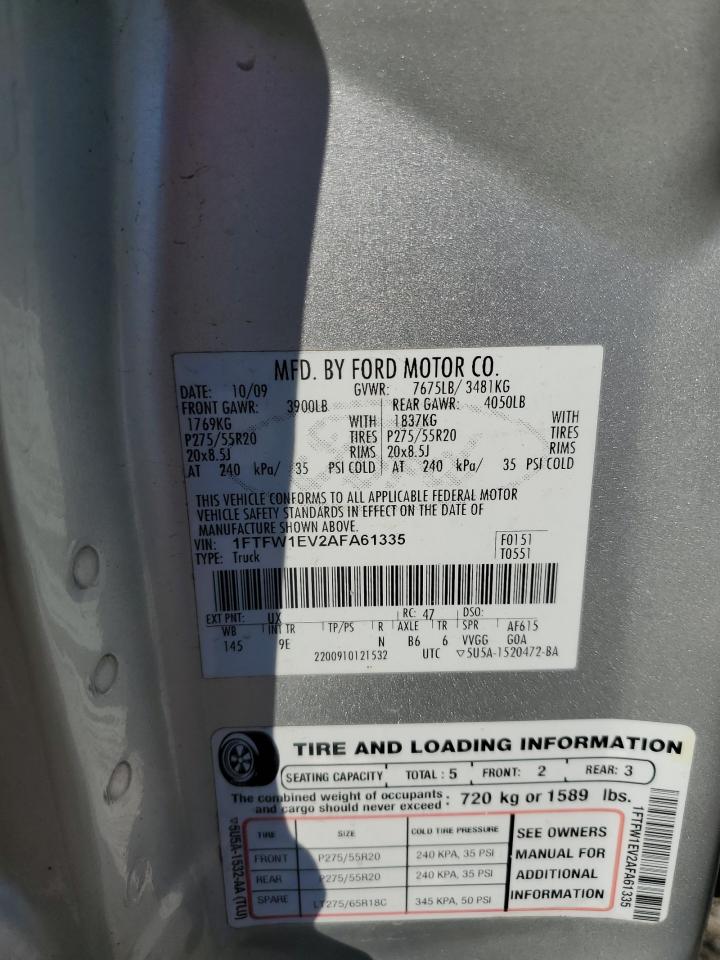 MFD. BY FORD MOTOR CO.
DATE: 10/09 GVWR: 7675LB/ 3481KG
FRONT GAWR: 3900LB REAR GAWR: 4050LB
1769KG WITH 1837KG WITH
P275/55R20 TIRES P275/55R20 TIRES
20x8.5J RIMS 20x8.5J RIMS
AT 240 kPa/ 35 PSI COLD AT 240 kPa/ 35 PSI COLD
THIS VEHICLE CONFORMS TO ALL APPLICABLE FEDERAL MOTOR
VEHICLE SAFETY STANDARDS IN EFFECT ON THE DATE OF
MANUFACTURE SHOWN ABOVE.
VIN: 1FTFW1EV2AFA61335 F0151
TYPE: Truck T0551
EXT PNT: UX RC: 47 DSO:
WB INT TR TP/PS R AXLE TR SPR AF615
145 9E N B6 6 VVGG GOA
2200910121532 UTC ▽5U5A-1520472-BA
TIRE AND LOADING INFORMATION
SEATING CAPACITY TOTAL : 5 FRONT: 2 REAR: 3
The combined weight of occupants
and cargo should never exceed : 720 kg or 1589 lbs.
TIRE SIZE COLD TIRE PRESSURE
FRONT P275/55R20 240 KPA, 35 PSI
REAR P275/55R20 240 KPA, 35 PSI
SPARE LT275/65R18C 345 KPA, 50 PSI
SEE OWNERS
MANUAL FOR
ADDITIONAL
INFORMATION
▽5U5A-1532-AA (TLU)
1FTFW1EV2AFA61335